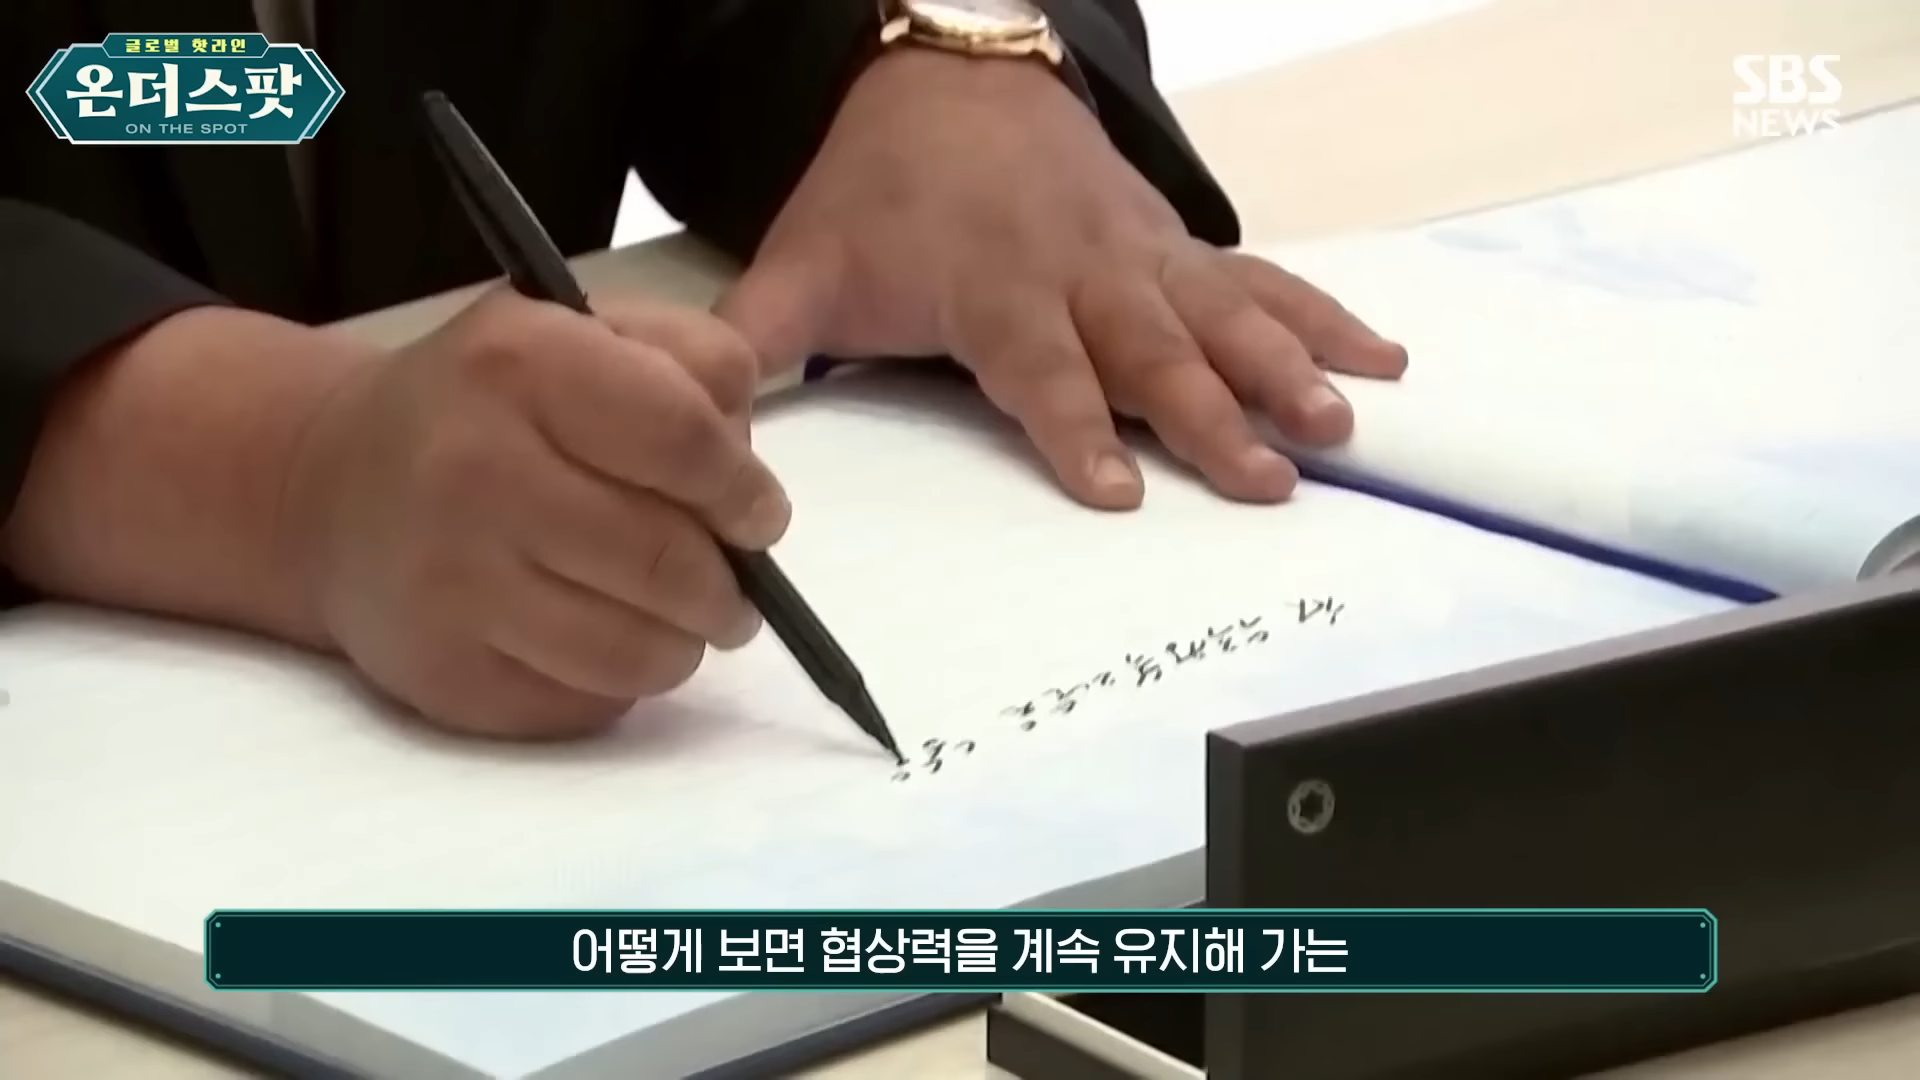 글로벌 핫라인
온더스팟
ON THE SPOT
SBS
NEWS
어떻게 보면 협상력을 계속 유지해 가는